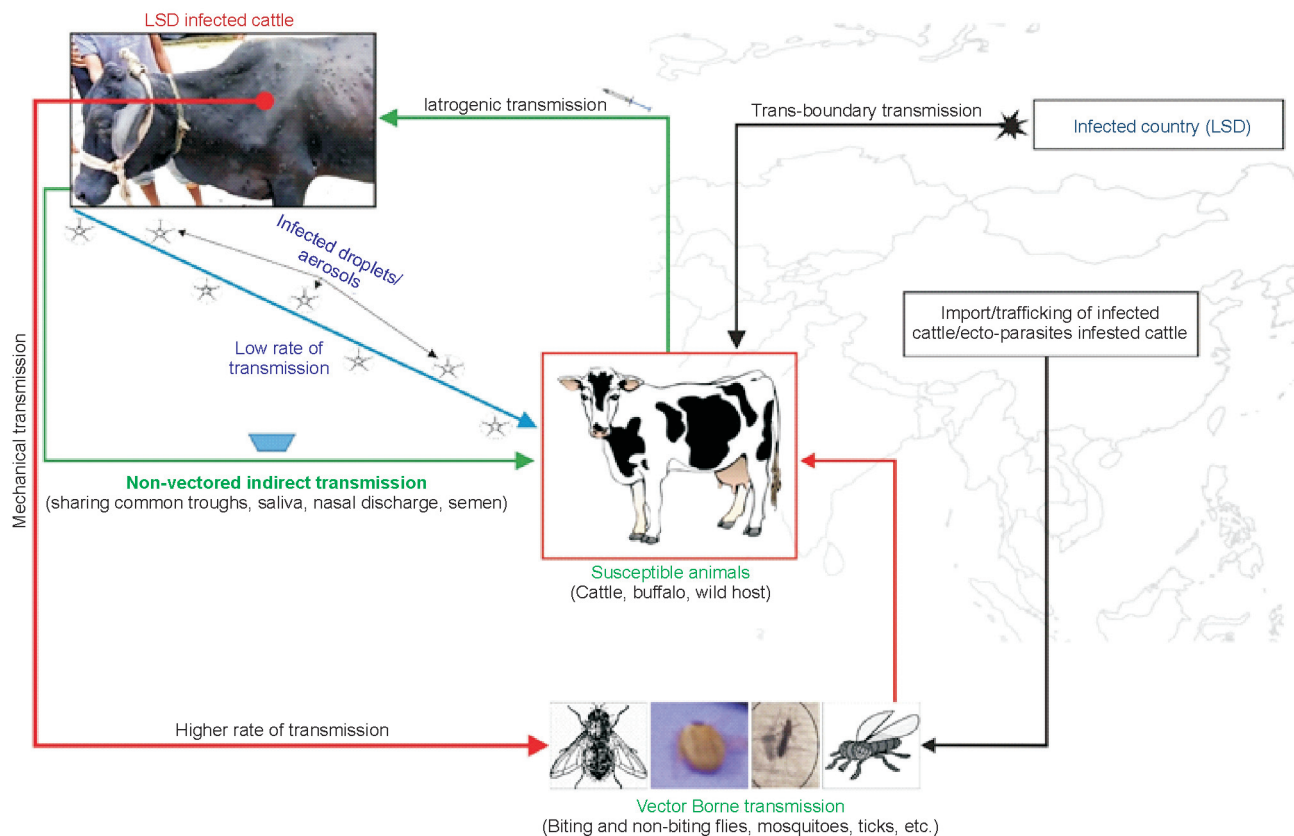 LSD infected cattle
Iatrogenic transmission
Trans-boundary transmission
Infected country (LSD)
Infected droplets/
aerosols
Low rate of
transmission
Import/trafficking of infected
cattle/ecto-parasites infested cattle
Mechanical transmission
Non-vectored indirect transmission
(sharing common troughs, saliva, nasal discharge, semen)
Susceptible animals
(Cattle, buffalo, wild host)
Higher rate of transmission
Vector Borne transmission
(Biting and non-biting flies, mosquitoes, ticks, etc.)